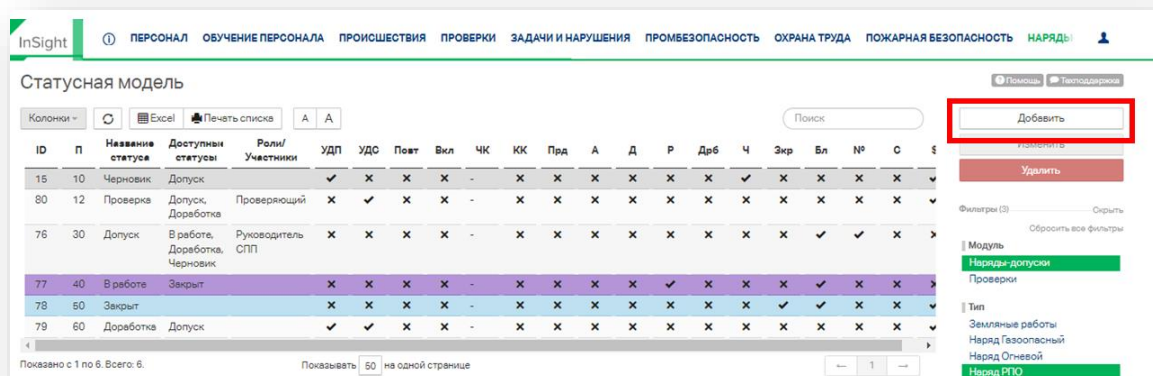 InSight
ПЕРСОНАЛ ОБУЧЕНИЕ ПЕРСОНАЛА ПРОИСШЕСТВИЯ ПРОВЕРКИ ЗАДАЧИ И НАРУШЕНИЯ ПРОМБЕЗОПАСНОСТЬ ОХРАНА ТРУДА ПОЖАРНАЯ БЕЗОПАСНОСТЬ НАРЯДЫ
Статусная модель
Помощь Техподдержка
Колонки Excel Печать списка A A Поиск
Добавить
Изменить
Удалить
ID П Название статуса Доступны статусы Роли/Участники УДП УДС Повт Вкл ЧК КК Прд А Д Р Дрб Ч Зкр Бл Nº С
15 10 Черновик Допуск -
80 12 Проверка Допуск, Доработка Проверяющий -
76 30 Допуск В работе, Доработка, Черновик Руководитель СПП -
77 40 В работе Закрыт -
78 50 Закрыт -
79 60 Доработка Допуск -
Показано с 1 по 6. Всего: 6. Показывать 50 на одной странице ← 1 →
Фильтры (3) Скрыть
Сбросить все фильтры
Модуль
Наряды-допуски
Проверки
Тип
Земляные работы
Наряд Газоопасный
Наряд Огневой
Наряд РПО